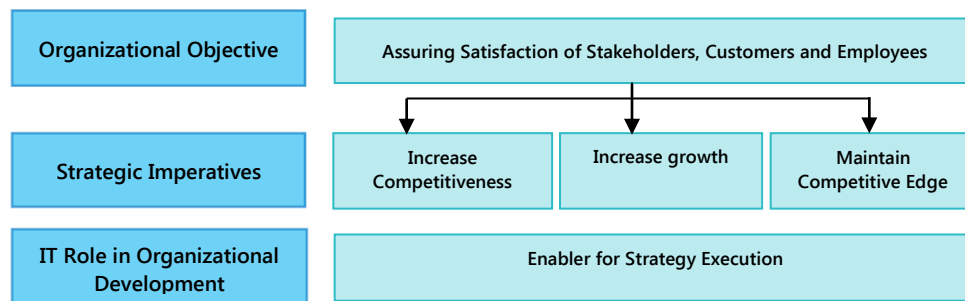 Organizational Objective
Assuring Satisfaction of Stakeholders, Customers and Employees
Strategic Imperatives
Increase
Competitiveness
Increase growth
Maintain
Competitive Edge
IT Role in Organizational
Development
Enabler for Strategy Execution